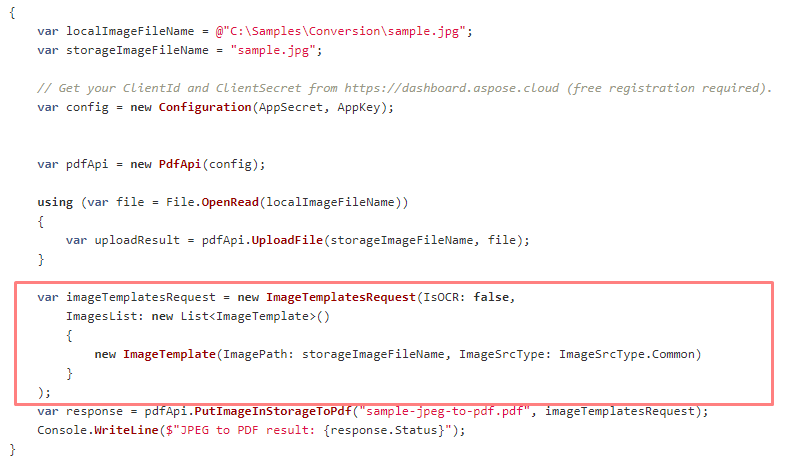 {
    var localImageFileName = @"C:\Samples\Conversion\sample.jpg";
    var storageImageFileName = "sample.jpg";
    // Get your ClientId and ClientSecret from https://dashboard.aspose.cloud (free registration required).
    var config = new Configuration(AppSecret, AppKey);
    var pdfApi = new PdfApi(config);
    using (var file = File.OpenRead(localImageFileName))
    {
        var uploadResult = pdfApi.UploadFile(storageImageFileName, file);
    }
    var imageTemplatesRequest = new ImageTemplatesRequest(IsOCR: false,
        ImagesList: new List<ImageTemplate>()
        {
            new ImageTemplate(ImagePath: storageImageFileName, ImageSrcType: ImageSrcType.Common)
        }
    );
    var response = pdfApi.PutImageInStorageToPdf("sample-jpeg-to-pdf.pdf", imageTemplatesRequest);
    Console.WriteLine($"JPEG to PDF result: {response.Status}");
}